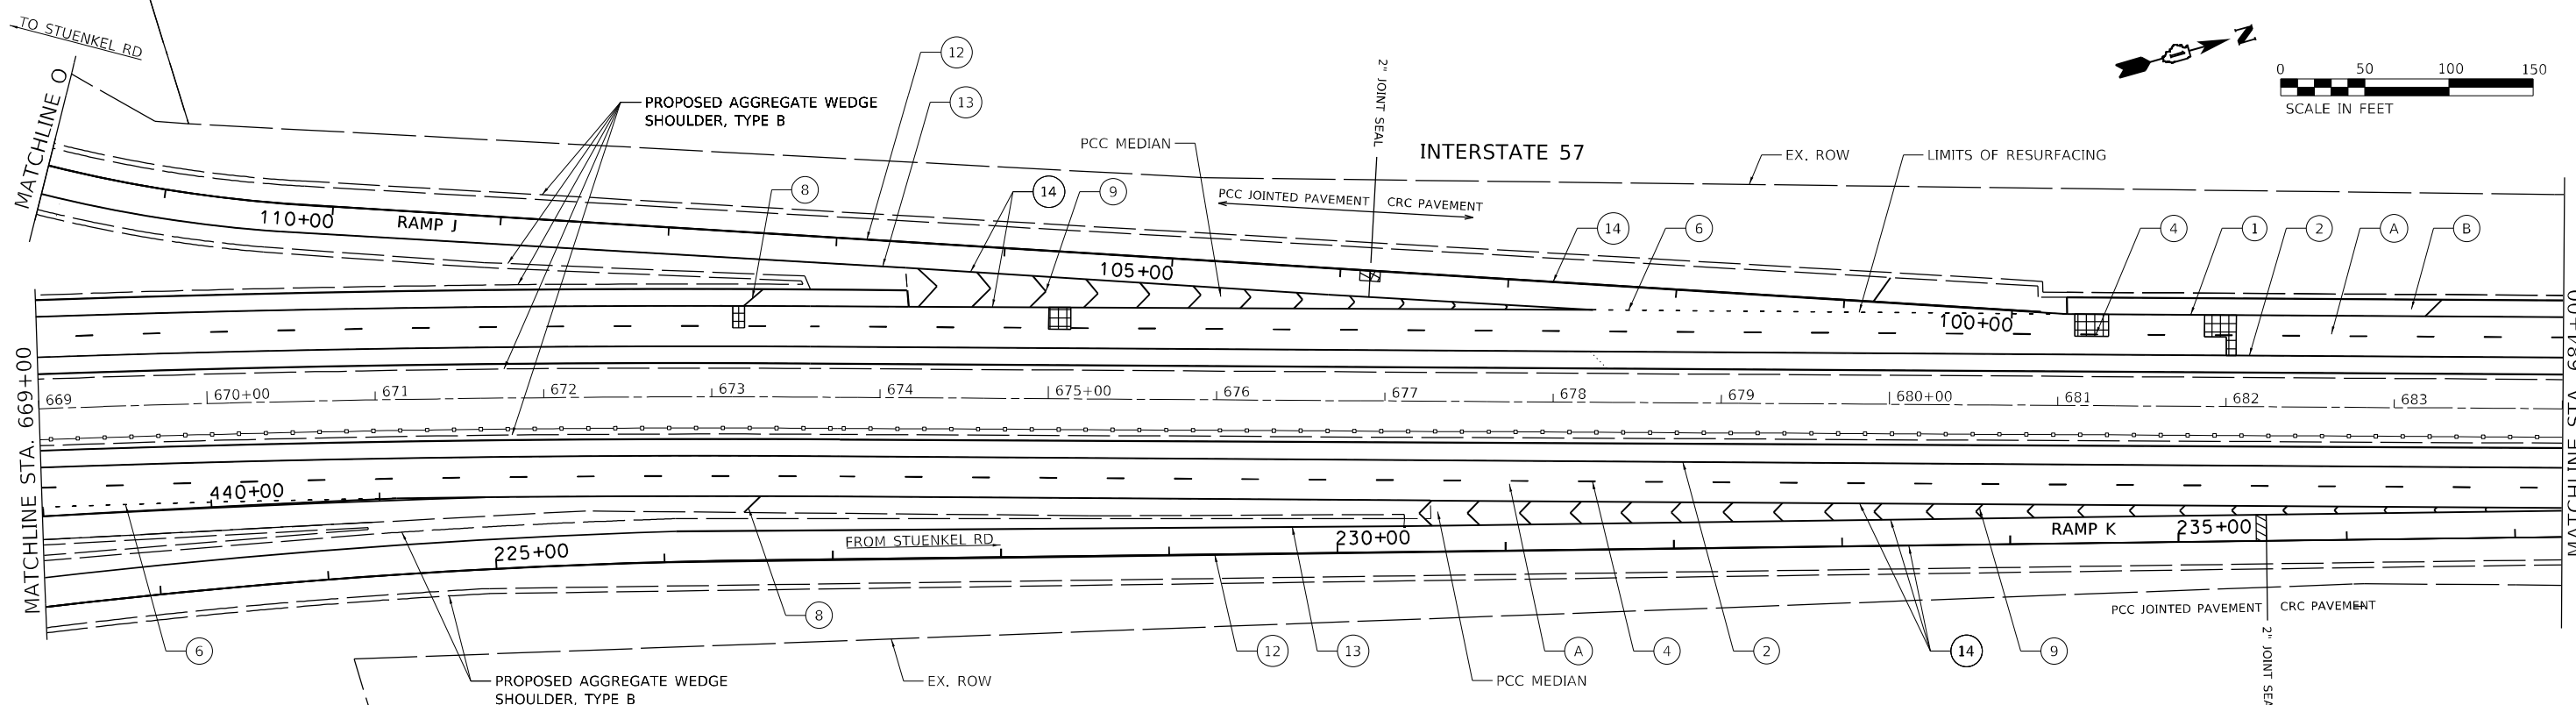 TO STUENKEL RD
MATCHLINE O
PROPOSED AGGREGATE WEDGE
SHOULDER, TYPE B
12
13
PCC MEDIAN
2" JOINT SEAL
INTERSTATE 57
EX. ROW
LIMITS OF RESURFACING
N
0 50 100 150
SCALE IN FEET
8
14
9
PCC JOINTED PAVEMENT
CRC PAVEMENT
14
6
4
1
2
A
B
110+00
RAMP J
105+00
100+00
MATCHLINE STA. 669+00
669
670+00
671
672
673
674
675+00
676
677
678
679
680+00
681
682
683
MATCHLINE STA. 684+00
440+00
225+00
FROM STUENKEL RD
230+00
RAMP K
235+00
PCC JOINTED PAVEMENT
CRC PAVEMENT
6
8
12
13
A
4
2
14
9
PROPOSED AGGREGATE WEDGE
SHOULDER, TYPE B
EX. ROW
PCC MEDIAN
2" JOINT SEA